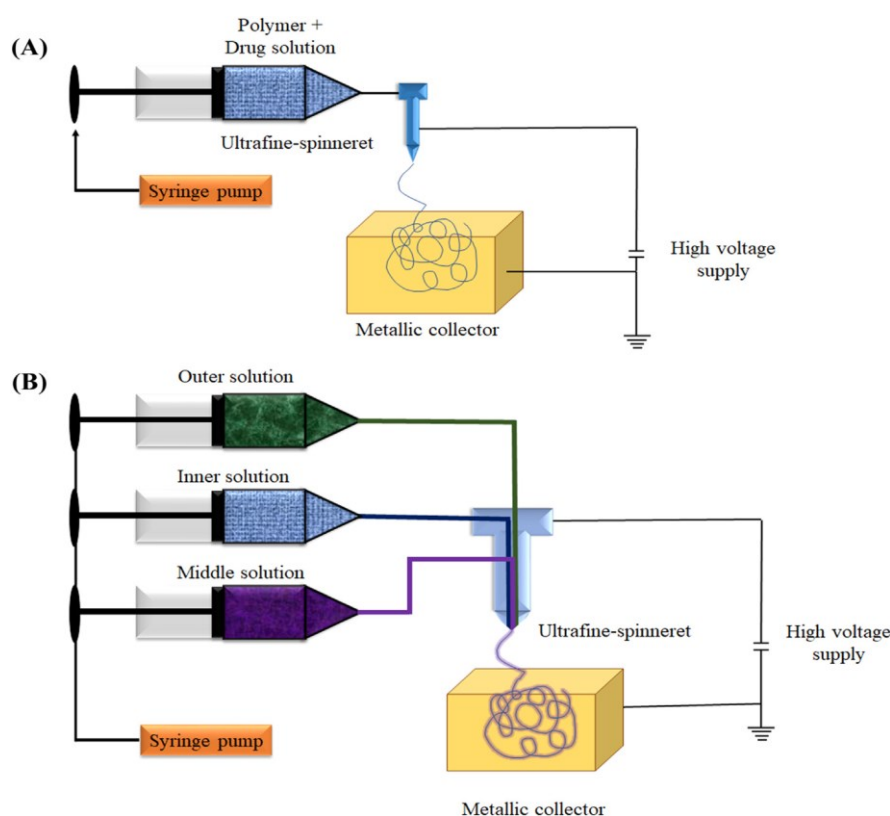 (A)
Polymer +
Drug solution
Ultrafine-spinneret
Syringe pump
High voltage
supply
Metallic collector
(B)
Outer solution
Inner solution
Middle solution
Ultrafine-spinneret
High voltage
supply
Syringe pump
Metallic collector